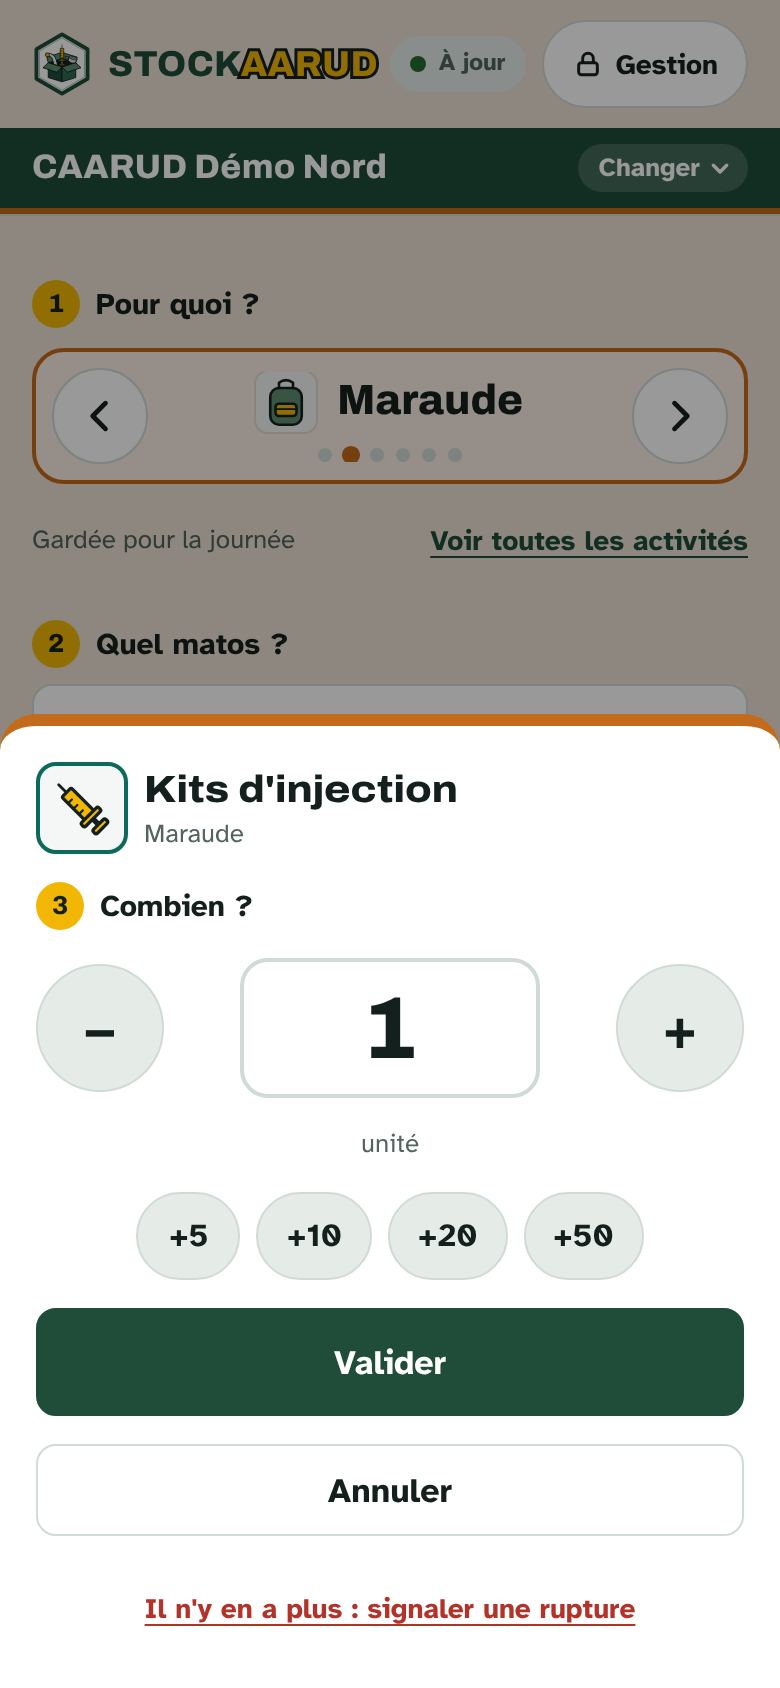 STOCKAARUD
À jour
Gestion
CAARUD Démo Nord
Changer
1 Pour quoi ?
Maraude
Gardée pour la journée
Voir toutes les activités
2 Quel matos ?
Kits d'injection
Maraude
3 Combien ?
− 1 +
unité
+5 +10 +20 +50
Valider
Annuler
Il n'y en a plus : signaler une rupture